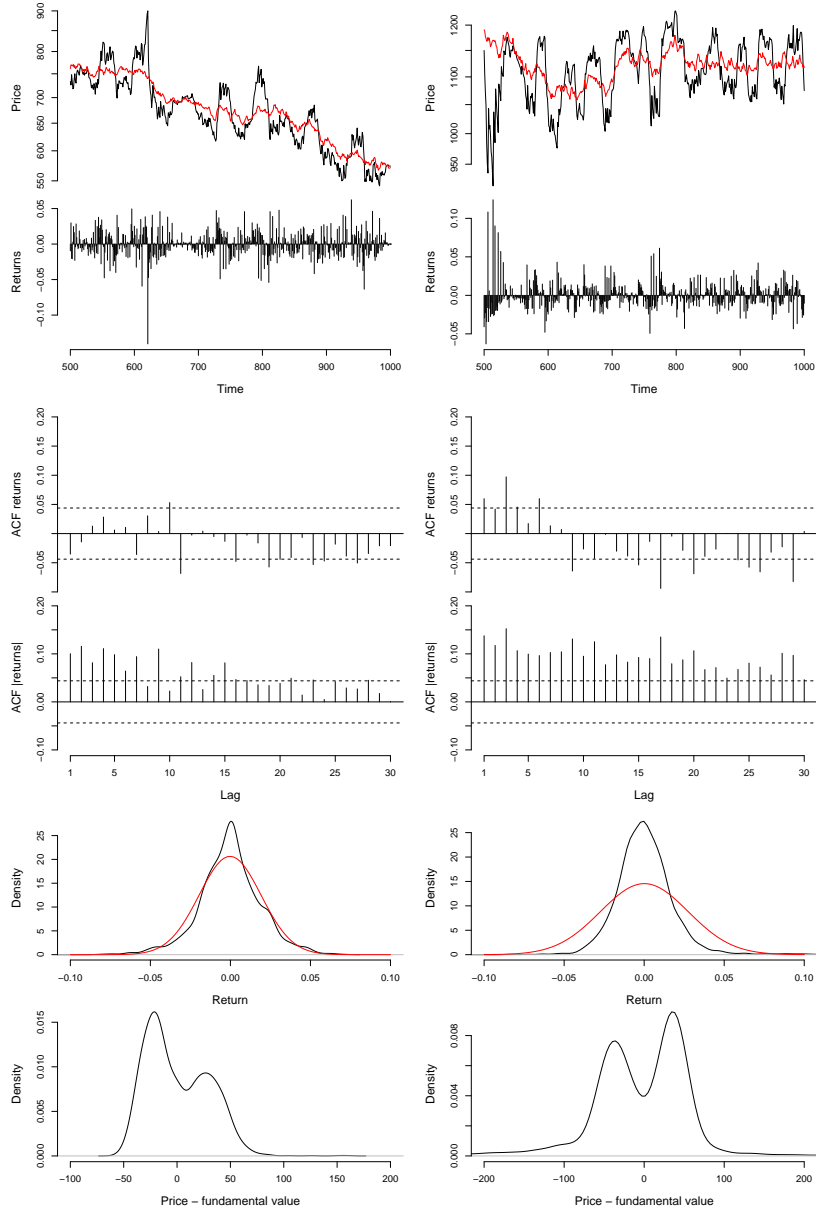 Price
550 600 650 700 750 800 900
Price
950 1000 1100 1200
Returns
−0.10 −0.05 0.00 0.05
500 600 700 800 900 1000
Time
Returns
−0.05 0.00 0.05 0.10
500 600 700 800 900 1000
Time
ACF returns
−0.05 0.05 0.10 0.15 0.20
ACF returns
−0.05 0.05 0.10 0.15 0.20
ACF |returns|
−0.10 0.00 0.05 0.10 0.20
1 5 10 15 20 25 30
Lag
ACF |returns|
−0.10 0.00 0.05 0.10 0.20
1 5 10 15 20 25 30
Lag
Density
0 5 10 15 20 25
−0.10 −0.05 0.00 0.05 0.10
Return
Density
0 5 10 15 20 25
−0.10 −0.05 0.00 0.05 0.10
Return
Density
0.000 0.005 0.010 0.015
−100 −50 0 50 100 150 200
Price − fundamental value
Density
0.000 0.004 0.008
−200 −100 0 100 200
Price − fundamental value